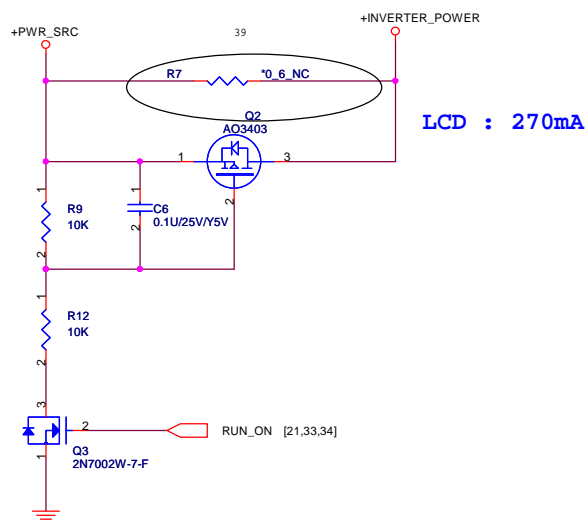 +PWR_SRC
39
+INVERTER_POWER
R7
*0_6_NC
Q2
AO3403
LCD : 270mA
1
3
2
1
R9
10K
2
1
C6
0.1U/25V/Y5V
2
1
R12
10K
2
3
2
RUN_ON [21,33,34]
1
Q3
2N7002W-7-F